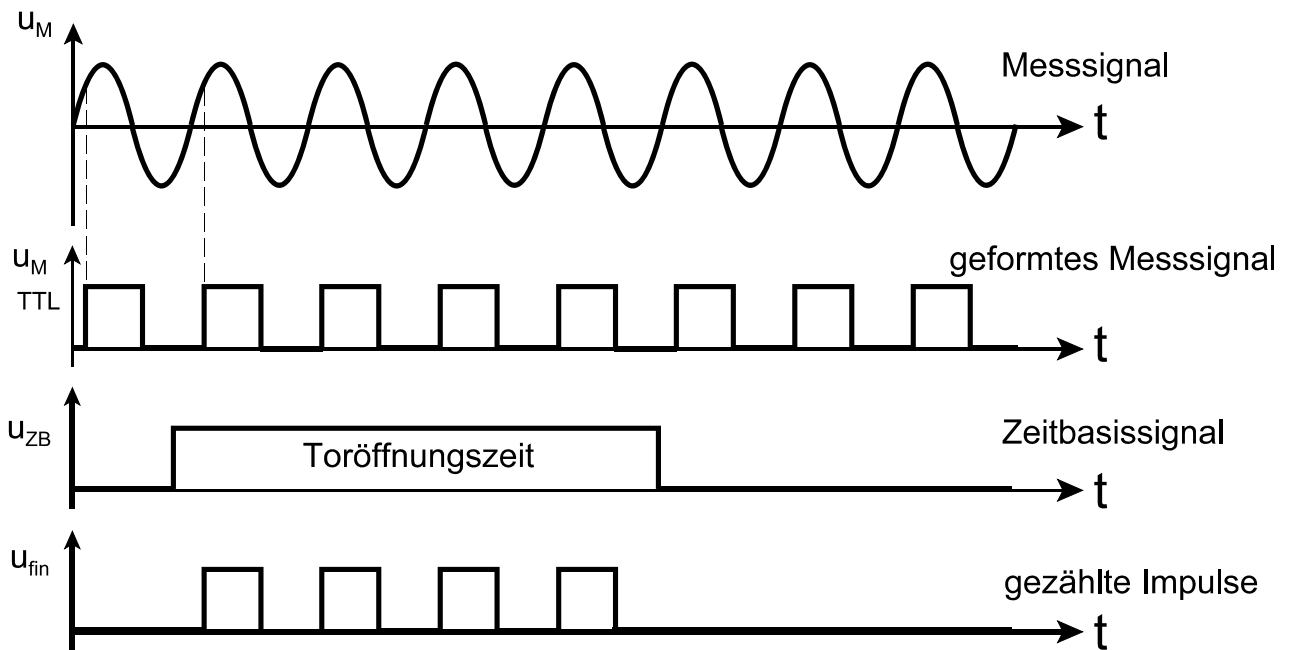 u_M
Messsignal
t
u_M
TTL
geformtes Messsignal
t
u_ZB
Toröffnungszeit
Zeitbasissignal
t
u_fin
gezählte Impulse
t